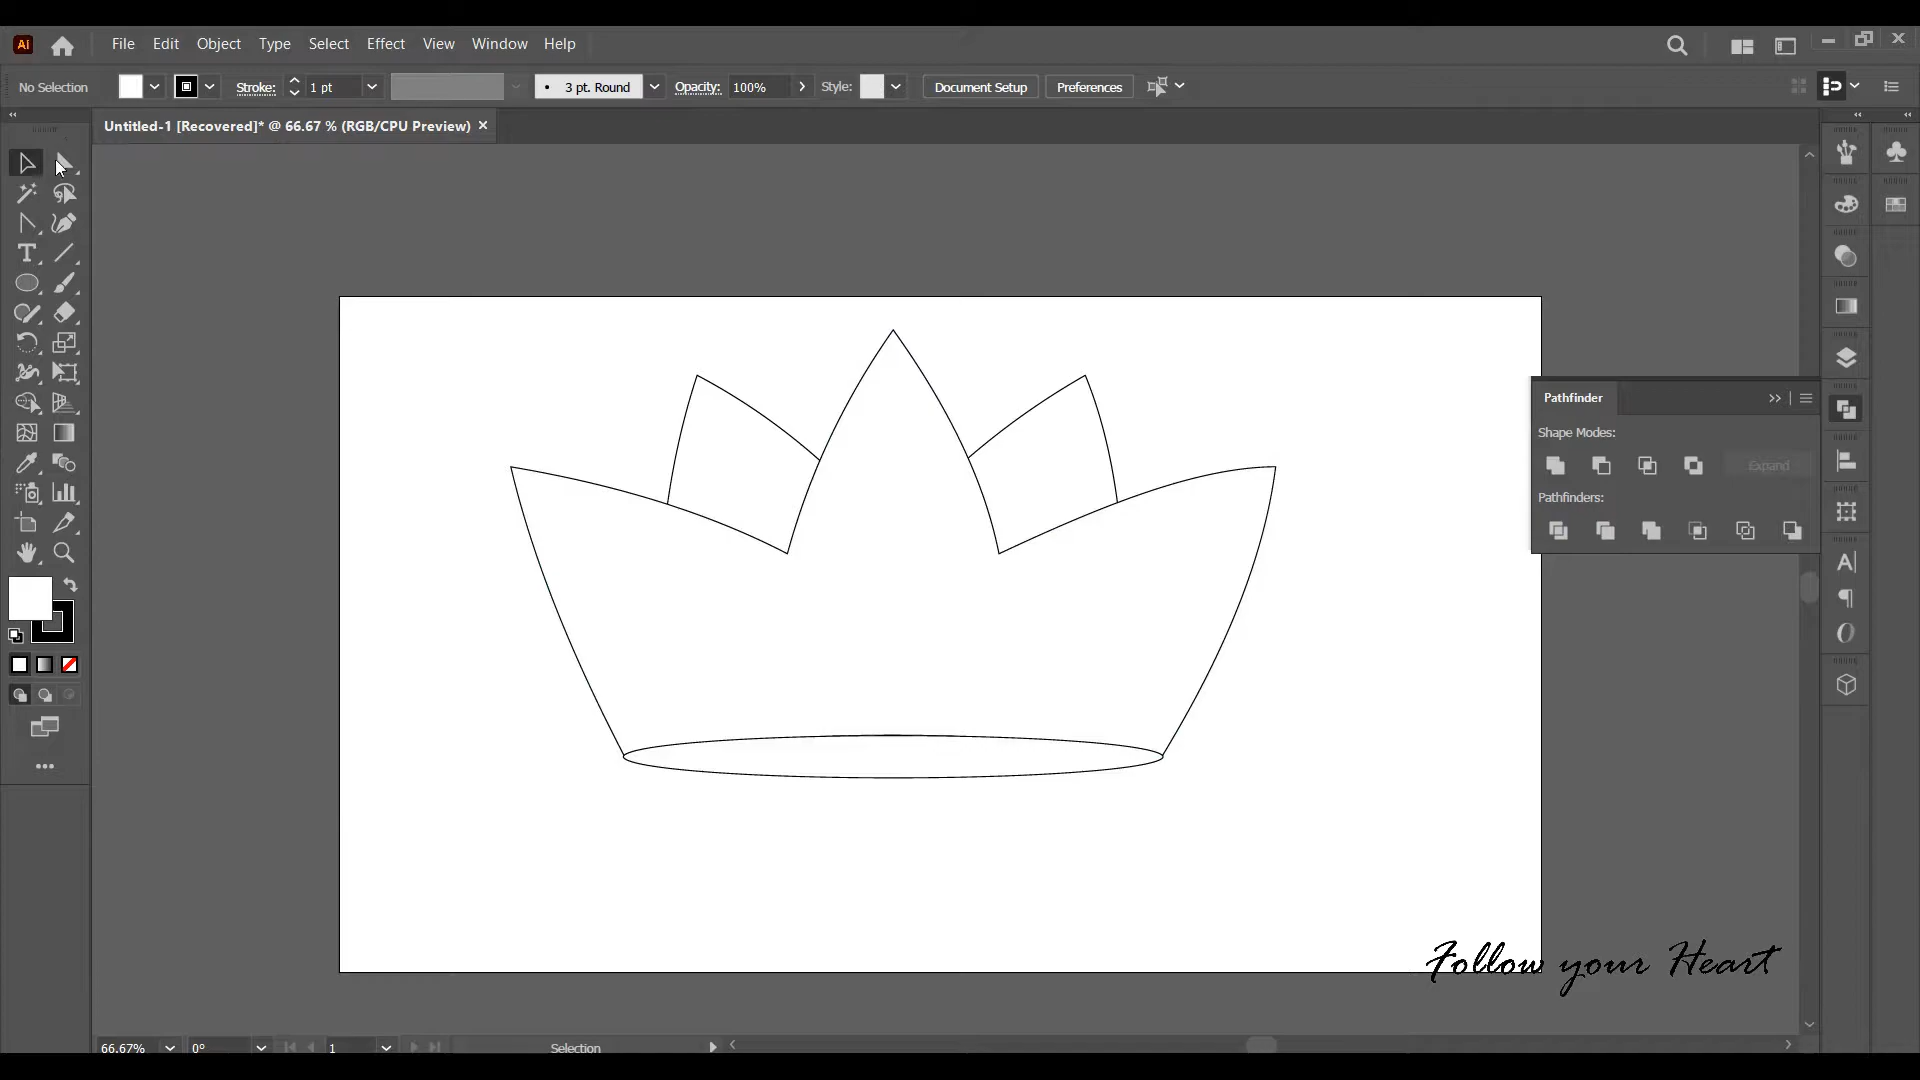 Ai File Edit Object Type Select Effect View Window Help
No Selection Stroke: 1 pt 3 pt. Round Opacity: 100% Style: Document Setup Preferences
Untitled-1 [Recovered]* @ 66.67 % (RGB/CPU Preview)
Pathfinder
Shape Modes:
Expand
Pathfinders:
Follow your Heart
66.67% 0° 1 Selection